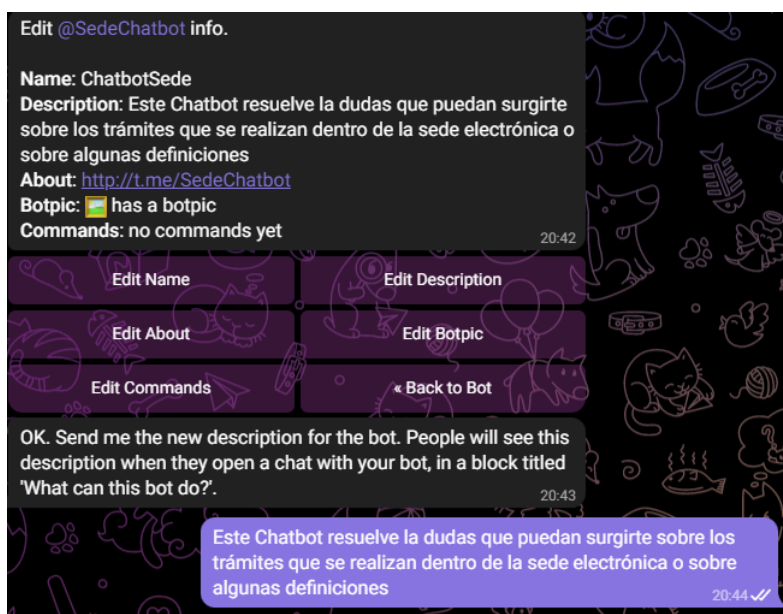 Edit @SedeChatbot info.
Name: ChatbotSede
Description: Este Chatbot resuelve la dudas que puedan surgirte
sobre los trámites que se realizan dentro de la sede electrónica o
sobre algunas definiciones
About: http://t.me/SedeChatbot
Botpic: 🖼 has a botpic
Commands: no commands yet
20:42
Edit Name
Edit Description
Edit About
Edit Botpic
Edit Commands
« Back to Bot
OK. Send me the new description for the bot. People will see this
description when they open a chat with your bot, in a block titled
'What can this bot do?'.
20:43
Este Chatbot resuelve la dudas que puedan surgirte sobre los
trámites que se realizan dentro de la sede electrónica o sobre
algunas definiciones
20:44